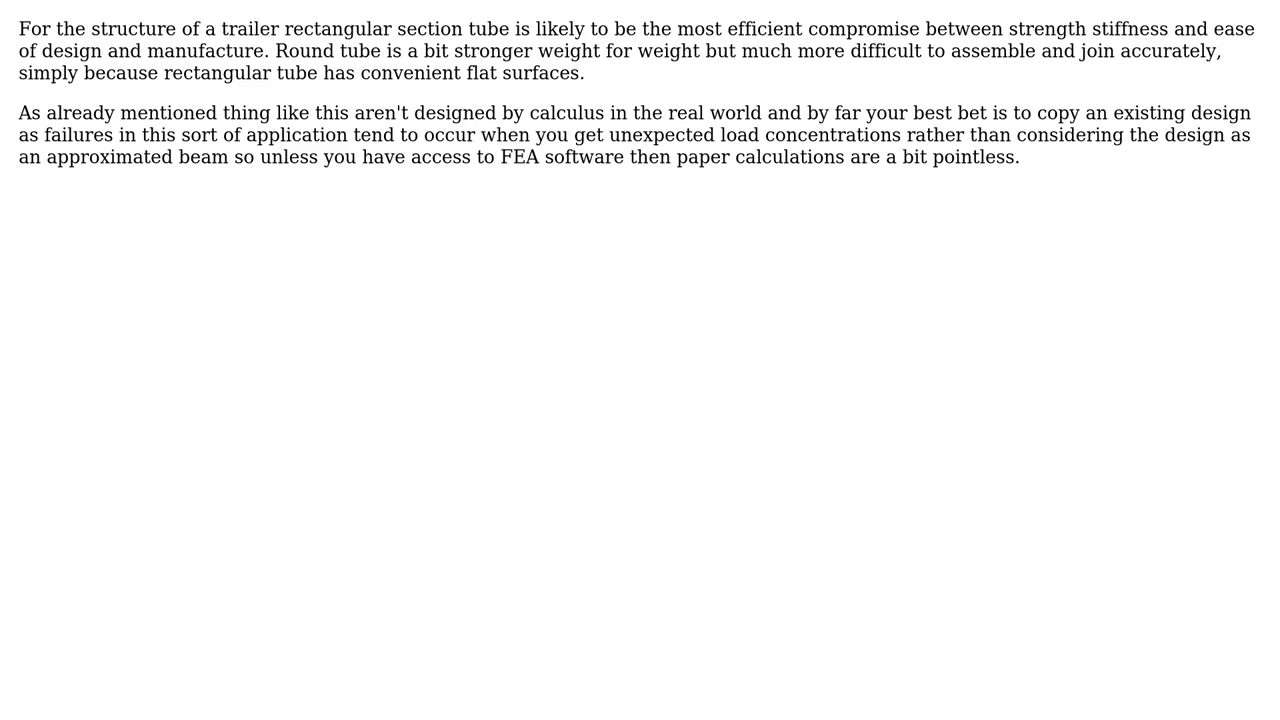 For the structure of a trailer rectangular section tube is likely to be the most efficient compromise between strength stiffness and ease
of design and manufacture. Round tube is a bit stronger weight for weight but much more difficult to assemble and join accurately,
simply because rectangular tube has convenient flat surfaces.
As already mentioned thing like this aren't designed by calculus in the real world and by far your best bet is to copy an existing design
as failures in this sort of application tend to occur when you get unexpected load concentrations rather than considering the design as
an approximated beam so unless you have access to FEA software then paper calculations are a bit pointless.